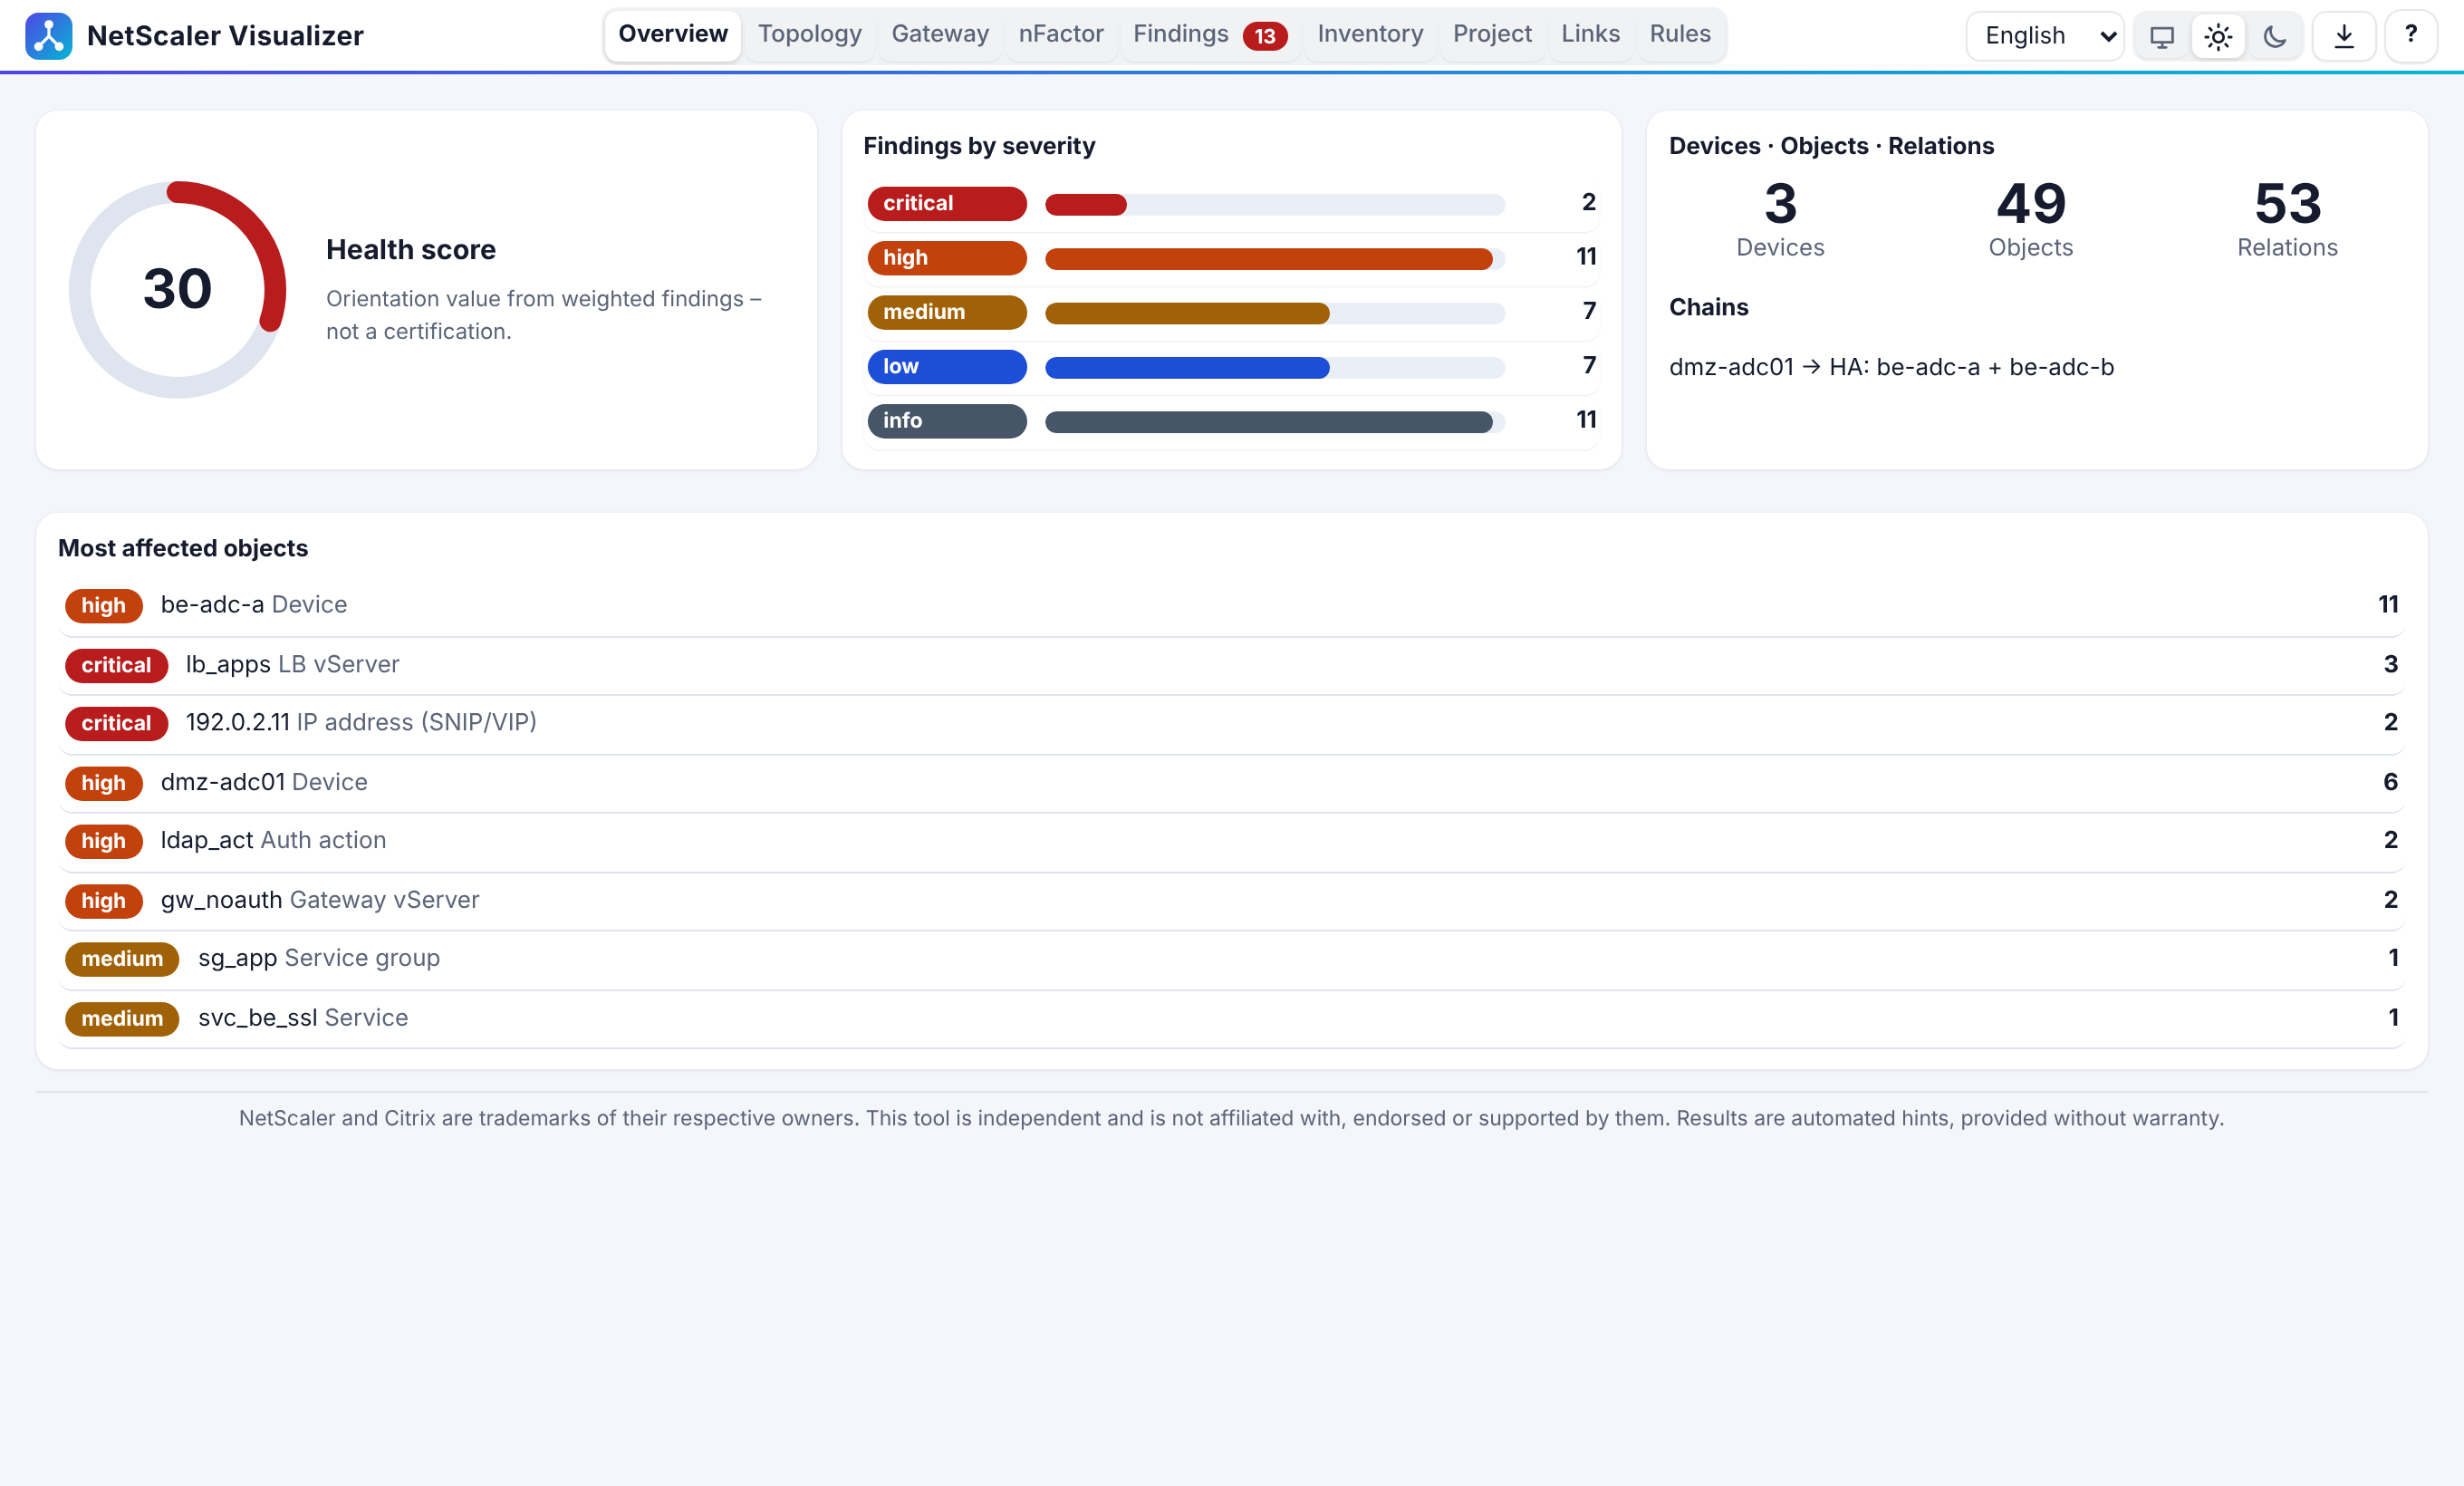 NetScaler Visualizer
Overview
Topology
Gateway
nFactor
Findings 13
Inventory
Project
Links
Rules
English
?
30
Health score
Orientation value from weighted findings –
not a certification.
Findings by severity
critical 2
high 11
medium 7
low 7
info 11
Devices · Objects · Relations
3 49 53
Devices Objects Relations
Chains
dmz-adc01 → HA: be-adc-a + be-adc-b
Most affected objects
high be-adc-a Device 11
critical lb_apps LB vServer 3
critical 192.0.2.11 IP address (SNIP/VIP) 2
high dmz-adc01 Device 6
high ldap_act Auth action 2
high gw_noauth Gateway vServer 2
medium sg_app Service group 1
medium svc_be_ssl Service 1
NetScaler and Citrix are trademarks of their respective owners. This tool is independent and is not affiliated with, endorsed or supported by them. Results are automated hints, provided without warranty.